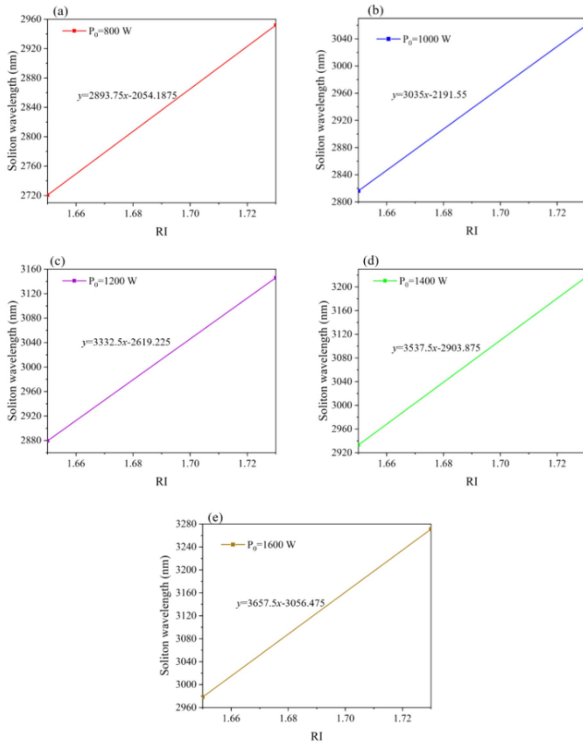 (a)
P0=800 W
y=2893.75x-2054.1875
Soliton wavelength (nm)
2960
2920
2880
2840
2800
2760
2720
1.66 1.68 1.70 1.72
RI
(b)
P0=1000 W
y=3035x-2191.55
Soliton wavelength (nm)
3040
3000
2960
2920
2880
2840
2800
1.66 1.68 1.70 1.72
RI
(c)
P0=1200 W
y=3332.5x-2619.225
Soliton wavelength (nm)
3160
3120
3080
3040
3000
2960
2920
2880
1.66 1.68 1.70 1.72
RI
(d)
P0=1400 W
y=3537.5x-2903.875
Soliton wavelength (nm)
3200
3160
3120
3080
3040
3000
2960
2920
1.66 1.68 1.70 1.72
RI
(e)
P0=1600 W
y=3657.5x-3056.475
Soliton wavelength (nm)
3280
3240
3200
3160
3120
3080
3040
3000
2960
1.66 1.68 1.70 1.72
RI